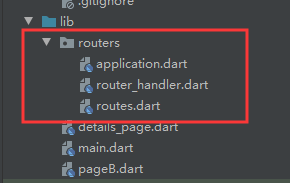 .gitignore
lib
routers
application.dart
router_handler.dart
routes.dart
details_page.dart
main.dart
pageB.dart